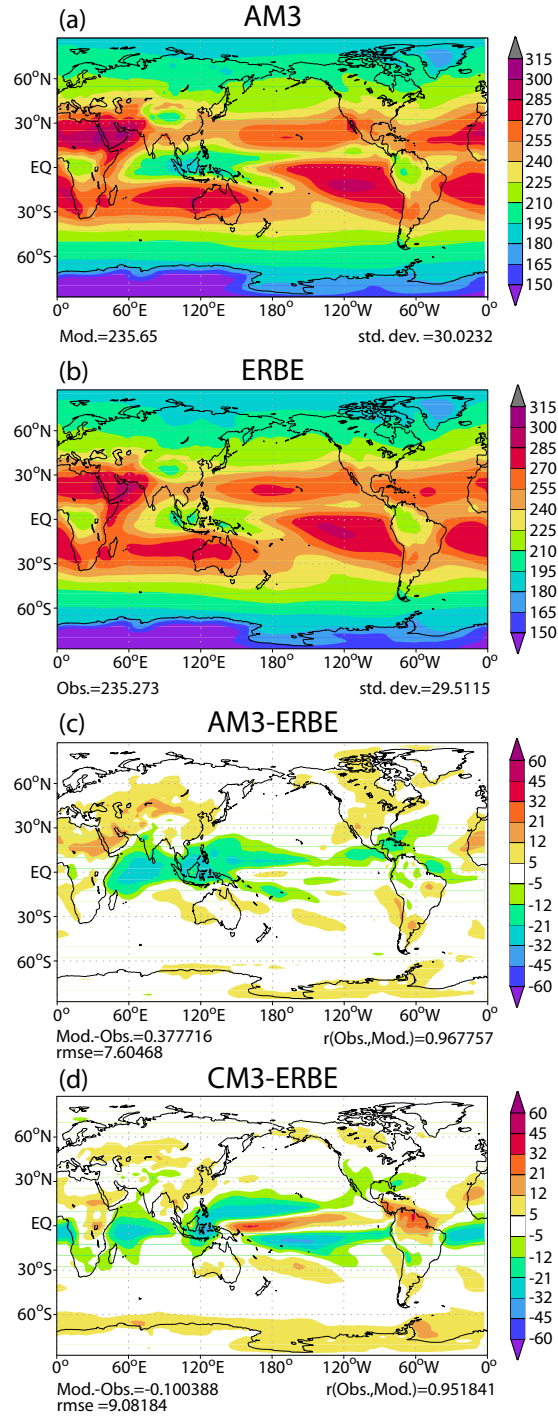 (a) AM3
60°N
30°N
EQ
30°S
60°S
0° 60°E 120°E 180° 120°W 60°W 0°
315
300
285
270
255
240
225
210
195
180
165
150
Mod.=235.65 std. dev. =30.0232
(b) ERBE
60°N
30°N
EQ
30°S
60°S
0° 60°E 120°E 180° 120°W 60°W 0°
315
300
285
270
255
240
225
210
195
180
165
150
Obs.=235.273 std. dev.=29.5115
(c) AM3-ERBE
60°N
30°N
EQ
30°S
60°S
0° 60°E 120°E 180° 120°W 60°W 0°
60
45
32
21
12
5
-5
-12
-21
-32
-45
-60
Mod.-Obs.=0.377716 r(Obs.,Mod.)=0.967757
rmse=7.60468
(d) CM3-ERBE
60°N
30°N
EQ
30°S
60°S
0° 60°E 120°E 180° 120°W 60°W 0°
60
45
32
21
12
5
-5
-12
-21
-32
-45
-60
Mod.-Obs.=-0.100388 r(Obs.,Mod.)=0.951841
rmse =9.08184